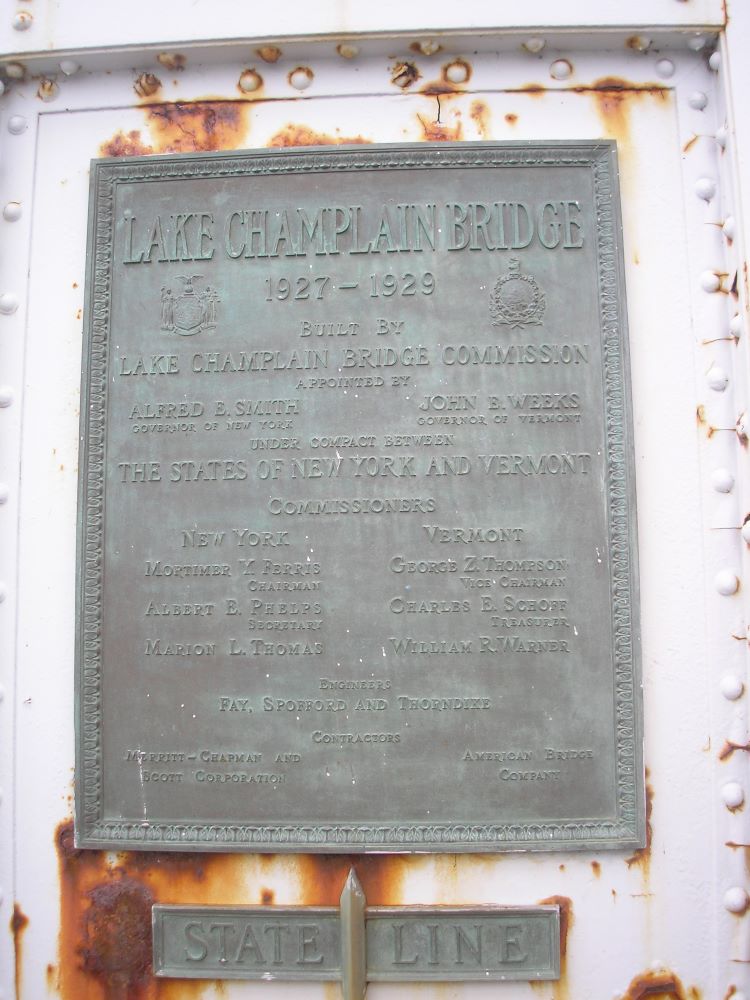 LAKE CHAMPLAIN BRIDGE
1927 – 1929
BUILT BY
LAKE CHAMPLAIN BRIDGE COMMISSION
APPOINTED BY
ALFRED E. SMITH JOHN E. WEEKS
GOVERNOR OF NEW YORK GOVERNOR OF VERMONT
UNDER COMPACT BETWEEN
THE STATES OF NEW YORK AND VERMONT
COMMISSIONERS
NEW YORK VERMONT
MORTIMER Y. FERRIS GEORGE Z. THOMPSON
CHAIRMAN VICE CHAIRMAN
ALBERT E. PHELPS CHARLES E. SCHOFF
SECRETARY TREASURER
MARION L. THOMAS WILLIAM R. WARNER
ENGINEERS
FAY, SPOFFORD AND THORNDIKE
CONTRACTORS
MERRITT–CHAPMAN AND AMERICAN BRIDGE
SCOTT CORPORATION COMPANY
STATE LINE